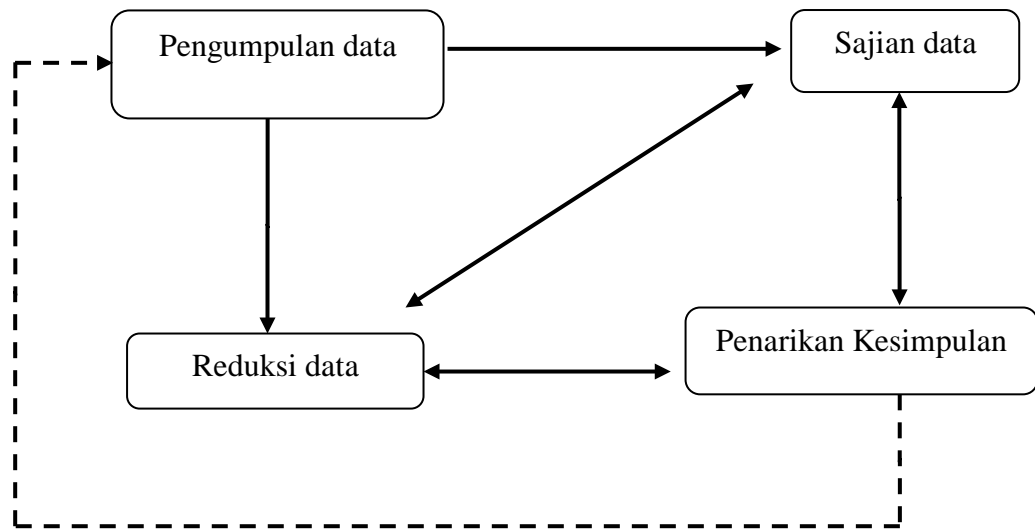 Pengumpulan data
Sajian data
Reduksi data
Penarikan Kesimpulan